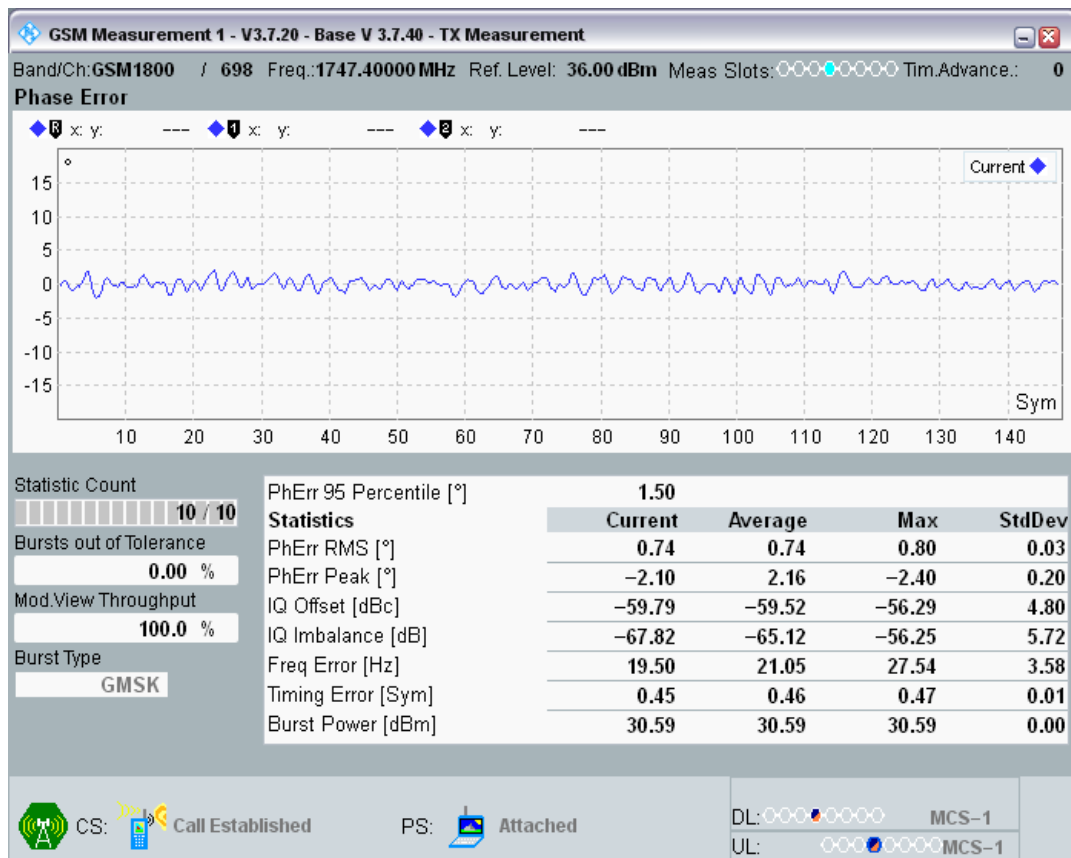 GSM Measurement 1 - V3.7.20 - Base V 3.7.40 - TX Measurement
Band/Ch:GSM1800 / 698 Freq.:1747.40000 MHz Ref. Level: 36.00 dBm Meas Slots: Tim.Advance.: 0
Phase Error
R x: y: --- 1 x: y: --- 2 x: y: ---
°
Current
15
10
5
0
-5
-10
-15
Sym
10 20 30 40 50 60 70 80 90 100 110 120 130 140
Statistic Count
10 / 10
Bursts out of Tolerance
0.00 %
Mod.View Throughput
100.0 %
Burst Type
GMSK
PhErr 95 Percentile [°] 1.50
Statistics Current Average Max StdDev
PhErr RMS [°] 0.74 0.74 0.80 0.03
PhErr Peak [°] −2.10 2.16 −2.40 0.20
IQ Offset [dBc] −59.79 −59.52 −56.29 4.80
IQ Imbalance [dB] −67.82 −65.12 −56.25 5.72
Freq Error [Hz] 19.50 21.05 27.54 3.58
Timing Error [Sym] 0.45 0.46 0.47 0.01
Burst Power [dBm] 30.59 30.59 30.59 0.00
CS: Call Established PS: Attached
DL: MCS−1
UL: MCS−1